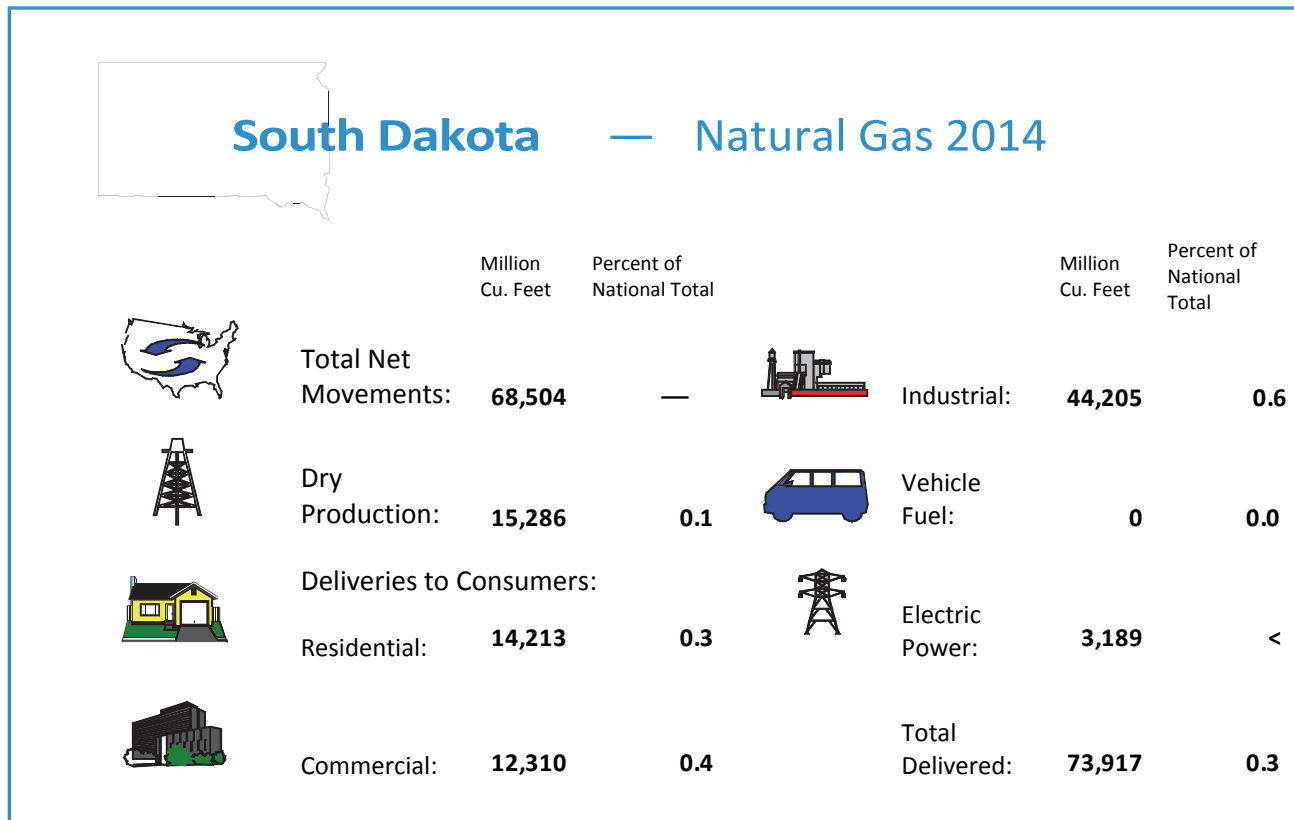 South Dakota — Natural Gas 2014
Million
Cu. Feet
Percent of
National Total
Million
Cu. Feet
Percent of
National
Total
Total Net
Movements: 68,504 —
Industrial: 44,205 0.6
Dry
Production: 15,286 0.1
Vehicle
Fuel: 0 0.0
Deliveries to Consumers:
Residential: 14,213 0.3
Electric
Power: 3,189 <
Commercial: 12,310 0.4
Total
Delivered: 73,917 0.3